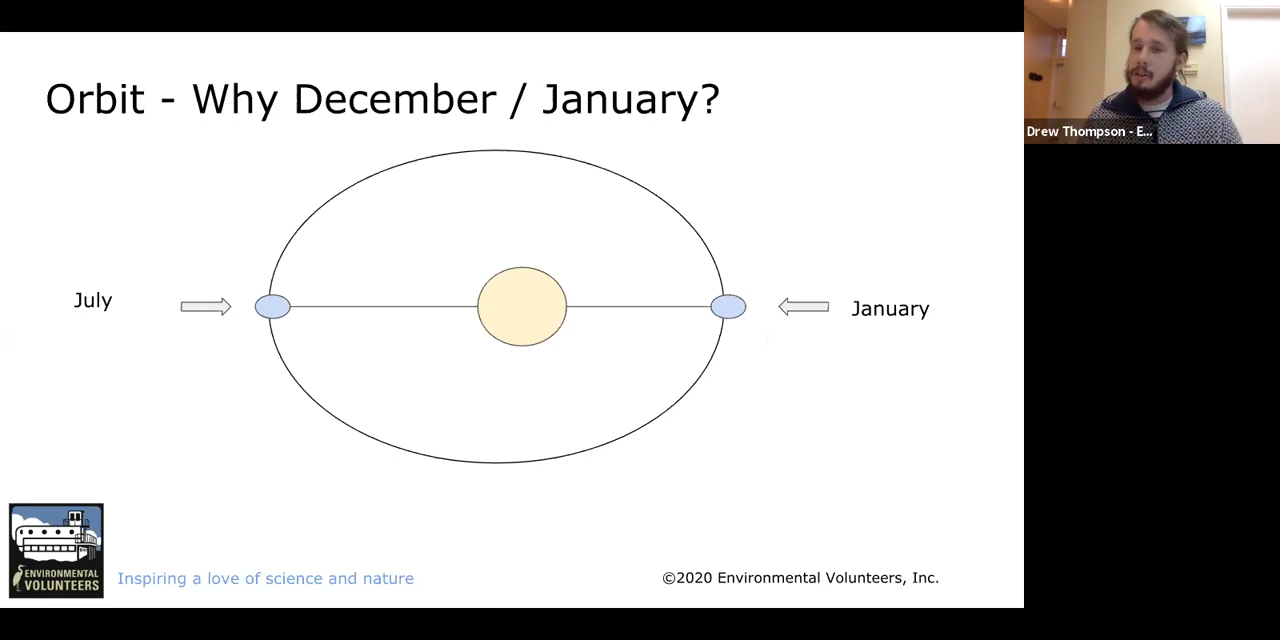 Orbit - Why December / January?
Drew Thompson - E...
July
January
ENVIRONMENTAL
VOLUNTEERS
Inspiring a love of science and nature
©2020 Environmental Volunteers, Inc.